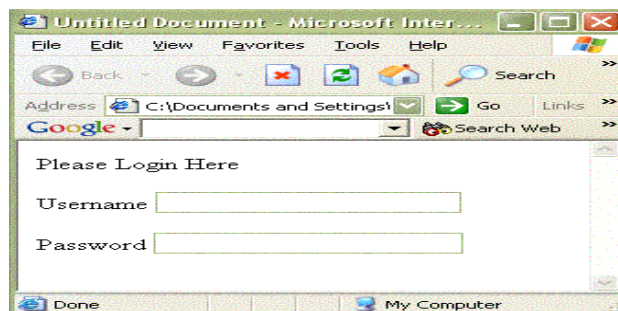 Untitled Document - Microsoft Inter...
File Edit View Favorites Tools Help
Back Search »
Address C:\Documents and Settings\ Go Links »
Google Search Web »
Please Login Here
Username
Password
Done My Computer